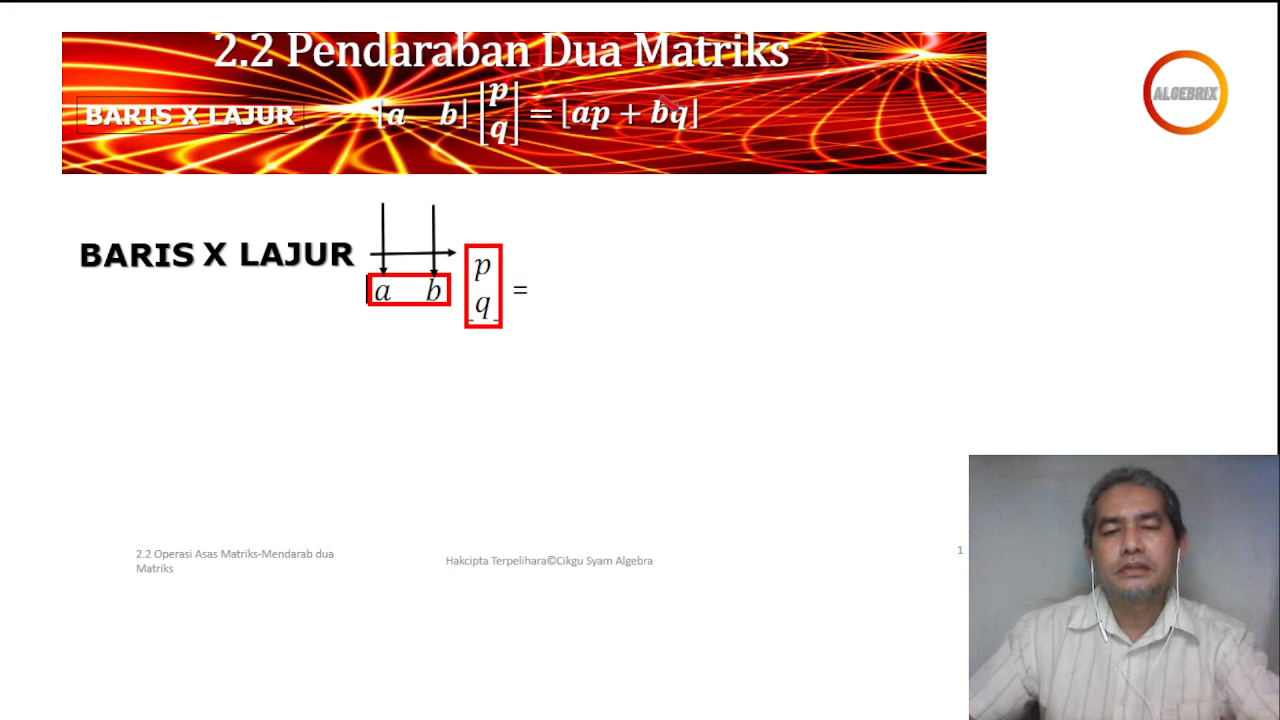 2.2 Pendaraban Dua Matriks
ALGEBRIX
BARIS X LAJUR [a b] [p q] = [ap + bq]
BARIS X LAJUR
[a b] [p q] =
2.2 Operasi Asas Matriks-Mendarab dua
Matriks
Hakcipta Terpelihara©Cikgu Syam Algebra
1